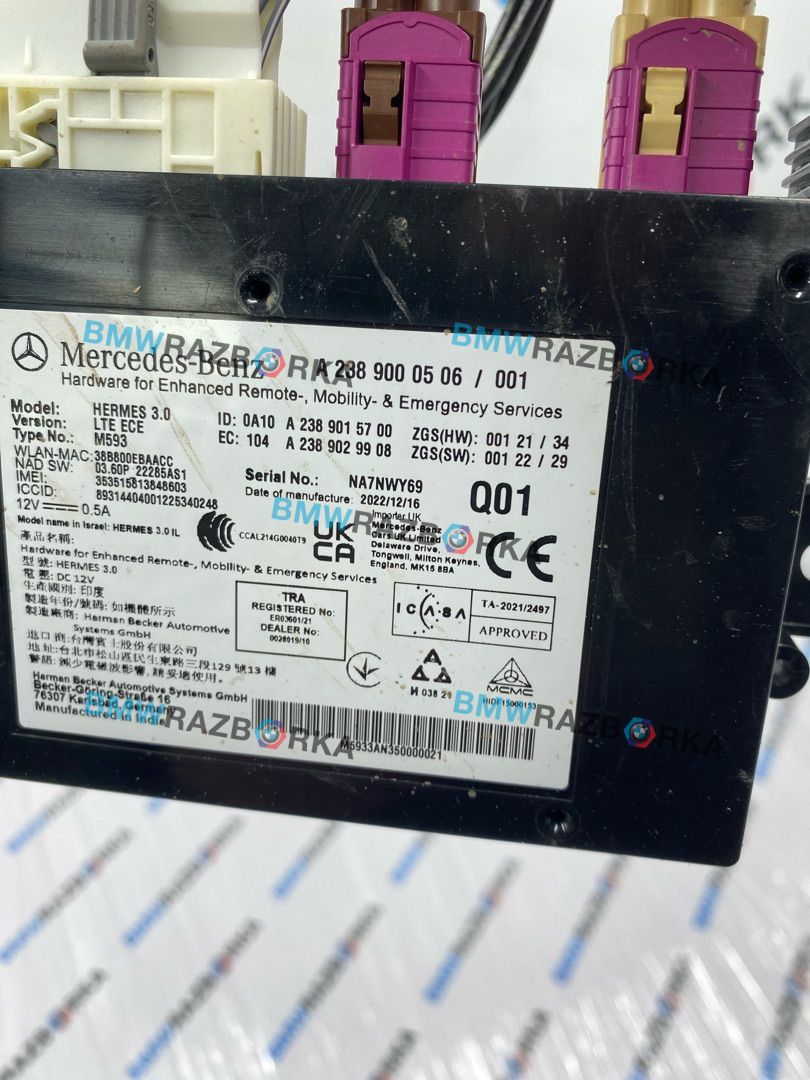 Mercedes-Benz A 238 900 05 06 / 001
Hardware for Enhanced Remote-, Mobility- & Emergency Services
Model: HERMES 3.0
Version: LTE ECE
Type No.: M593
ID: 0A10 A 238 901 57 00 ZGS(HW): 001 21 / 34
EC: 104 A 238 902 99 08 ZGS(SW): 001 22 / 29
WLAN-MAC: 38B800EBAACC
NAD SW: 03.60P 22285AS1
IMEI: 353515813848603
ICCID: 89314404001225340248
12V 0.5A
Serial No.: NA7NWY69
Date of manufacture: 2022/12/16
Q01
Model name in Israel: HERMES 3.0 IL
CCAL214G0040T9
UK
CA
Importer UK
Mercedes-Benz
Cars UK Limited
Delaware Drive,
Tongwell, Milton Keynes,
England, MK15 8BA
CE
產品名稱:
Hardware for Enhanced Remote-, Mobility- & Emergency Services
型號: HERMES 3.0
電壓: DC 12V
生產國別: 印度
製造年份/號碼: 如機體所示
製造廠商: Harman Becker Automotive
Systems GmbH
進口商: 台灣賓士股份有限公司
地址: 台北市松山區民生東路三段129號13樓
警語: 減少電磁波影響, 請妥適使用。
TRA
REGISTERED No:
ER03601/21
DEALER No:
0028019/10
ICASA
TA-2021/2497
APPROVED
H 038 21
MCMC
HIDF15000153
Harman Becker Automotive Systems GmbH
Becker-Göring-Straße 16
76307 Karlsbad, Germany
Manufactured in India
M5933AN350000021
BMWRAZBORKA
BMWRAZBORKA
BMWRAZBORKA
BMWRAZBORKA
BMWRAZBORKA
BMWRAZBORKA